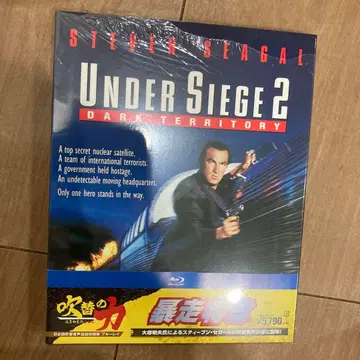 STEVEN SEAGAL
UNDER SIEGE 2
DARK TERRITORY
A top secret nuclear satellite.
A team of international terrorists.
A government held hostage.
An undetectable moving headquarters.
Only one hero stands in the way.
吹替の力
暴走特急